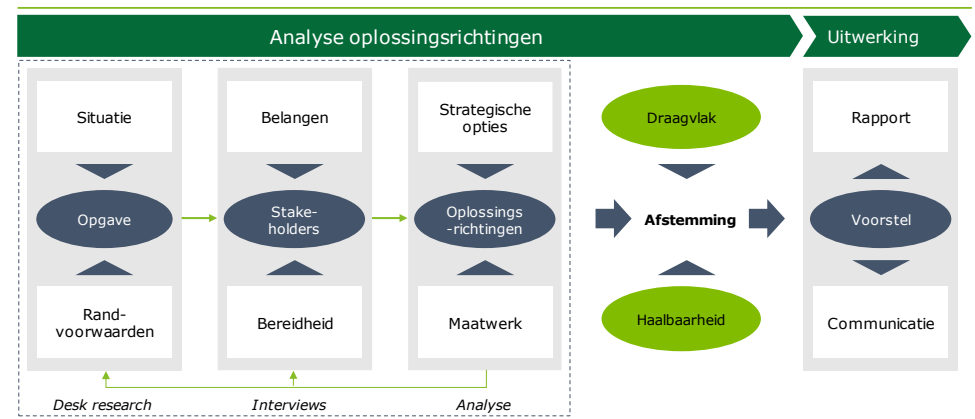 Analyse oplossingsrichtingen
Uitwerking
Situatie
Belangen
Strategische
opties
Draagvlak
Rapport
Opgave
Stake-
holders
Oplossings
-richtingen
Afstemming
Voorstel
Rand-
voorwaarden
Bereidheid
Maatwerk
Haalbaarheid
Communicatie
Desk research
Interviews
Analyse